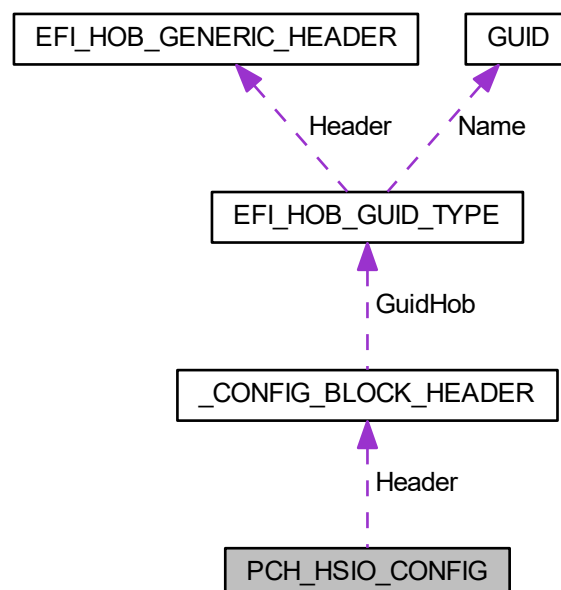 EFI_HOB_GENERIC_HEADER
GUID
Header
Name
EFI_HOB_GUID_TYPE
GuidHob
_CONFIG_BLOCK_HEADER
Header
PCH_HSIO_CONFIG